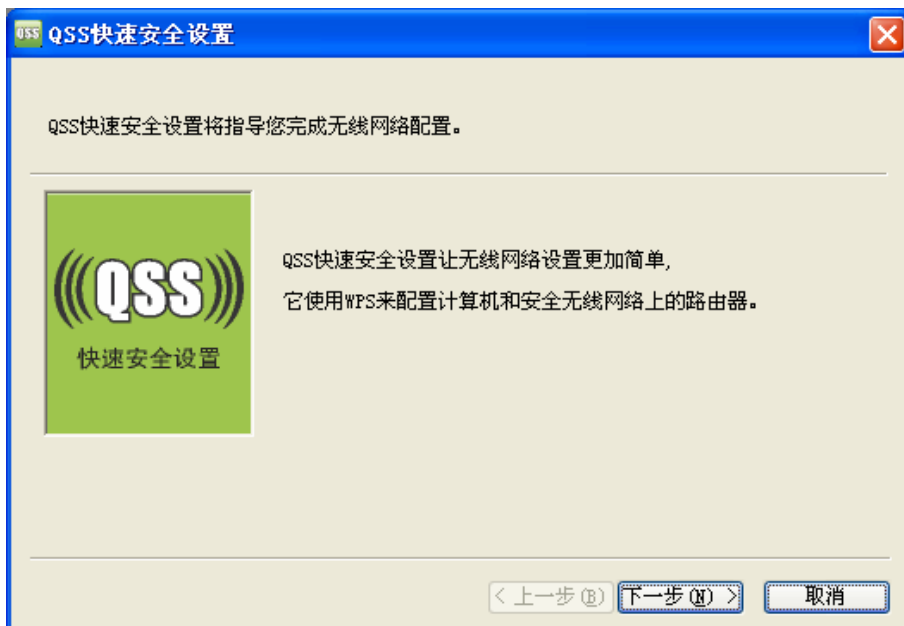 QSS QSS快速安全设置
QSS快速安全设置将指导您完成无线网络配置。
QSS
快速安全设置
QSS快速安全设置让无线网络设置更加简单,
它使用WPS来配置计算机和安全无线网络上的路由器。
< 上一步(B) 下一步(N) > 取消